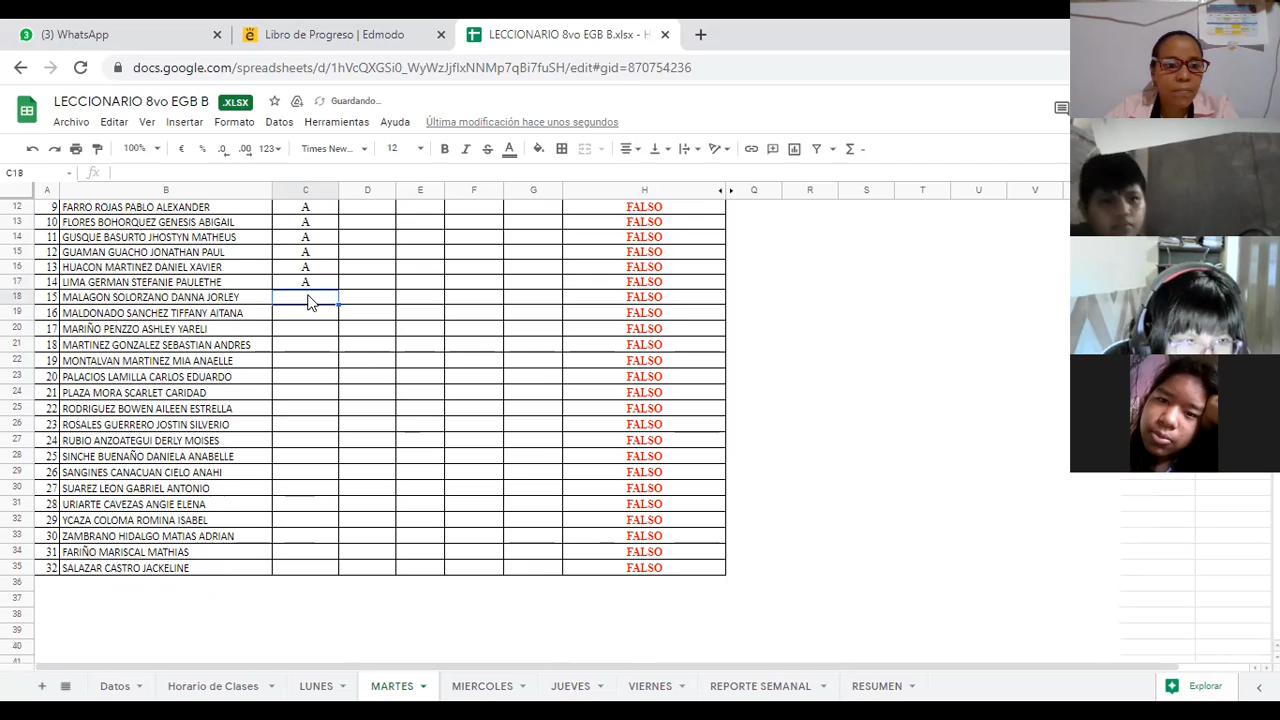 (3) WhatsApp
Libro de Progreso | Edmodo
LECCIONARIO 8vo EGB B.xlsx - H
docs.google.com/spreadsheets/d/1hVcQXGSi0_WyWzJjflxNNMp7qBi7fuSH/edit#gid=870754236
LECCIONARIO 8vo EGB B .XLSX Guardando...
Archivo Editar Ver Insertar Formato Datos Herramientas Ayuda Última modificación hace unos segundos
100% € % .0 .00 123 Times New... 12 B I S A
C18 fx
A B C D E F G H Q R S T U V
12 9 FARRO ROJAS PABLO ALEXANDER A FALSO
13 10 FLORES BOHORQUEZ GENESIS ABIGAIL A FALSO
14 11 GUSQUE BASURTO JHOSTYN MATHEUS A FALSO
15 12 GUAMAN GUACHO JONATHAN PAUL A FALSO
16 13 HUACON MARTINEZ DANIEL XAVIER A FALSO
17 14 LIMA GERMAN STEFANIE PAULETHE A FALSO
18 15 MALAGON SOLORZANO DANNA JORLEY FALSO
19 16 MALDONADO SANCHEZ TIFFANY AITANA FALSO
20 17 MARIÑO PENZZO ASHLEY YARELI FALSO
21 18 MARTINEZ GONZALEZ SEBASTIAN ANDRES FALSO
22 19 MONTALVAN MARTINEZ MIA ANAELLE FALSO
23 20 PALACIOS LAMILLA CARLOS EDUARDO FALSO
24 21 PLAZA MORA SCARLET CARIDAD FALSO
25 22 RODRIGUEZ BOWEN AILEEN ESTRELLA FALSO
26 23 ROSALES GUERRERO JOSTIN SILVERIO FALSO
27 24 RUBIO ANZOATEGUI DERLY MOISES FALSO
28 25 SINCHE BUENAÑO DANIELA ANABELLE FALSO
29 26 SANGINES CANACUAN CIELO ANAHI FALSO
30 27 SUAREZ LEON GABRIEL ANTONIO FALSO
31 28 URIARTE CAVEZAS ANGIE ELENA FALSO
32 29 YCAZA COLOMA ROMINA ISABEL FALSO
33 30 ZAMBRANO HIDALGO MATIAS ADRIAN FALSO
34 31 FARIÑO MARISCAL MATHIAS FALSO
35 32 SALAZAR CASTRO JACKELINE FALSO
36
37
38
39
40
41
Datos Horario de Clases LUNES MARTES MIERCOLES JUEVES VIERNES REPORTE SEMANAL RESUMEN Explorar